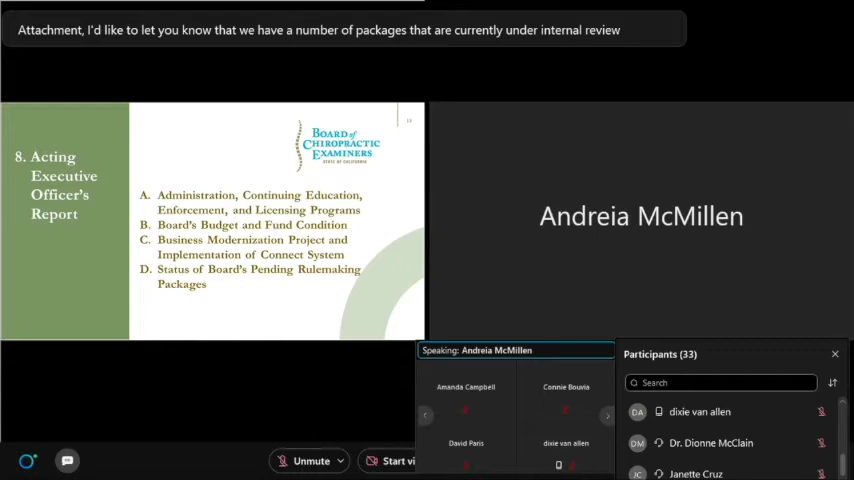 Attachment, I'd like to let you know that we have a number of packages that are currently under internal review
13
8. Acting
Executive
Officer's
Report
BOARD of
CHIROPRACTIC
EXAMINERS
STATE OF CALIFORNIA
A. Administration, Continuing Education,
Enforcement, and Licensing Programs
B. Board's Budget and Fund Condition
C. Business Modernization Project and
Implementation of Connect System
D. Status of Board's Pending Rulemaking
Packages
Andreia McMillen
Speaking: Andreia McMillen
Amanda Campbell
Connie Bouvia
David Paris
dixie van allen
Participants (33)
Search
DA dixie van allen
DM Dr. Dionne McClain
JC Janette Cruz
Unmute
Start vi